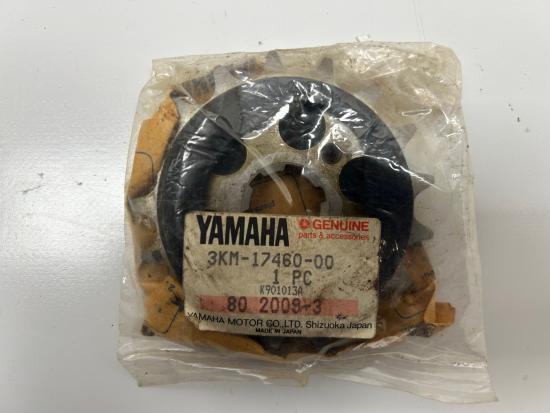 YAMAHA GENUINE
parts & accessories
3KM-17460-00
1 PC
K901013A
80 2009-3
YAMAHA MOTOR CO.,LTD. Shizuoka Japan
MADE IN JAPAN